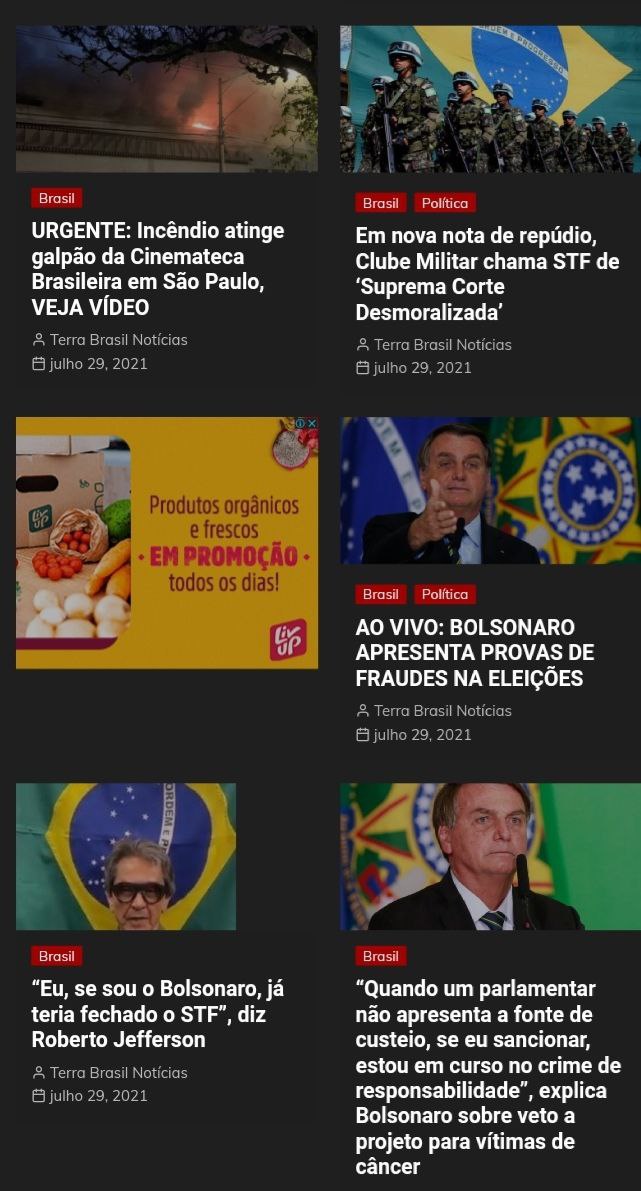 ORDEM E PROGRESSO
Brasil
URGENTE: Incêndio atinge
galpão da Cinemateca
Brasileira em São Paulo,
VEJA VÍDEO
Terra Brasil Notícias
julho 29, 2021
Brasil Política
Em nova nota de repúdio,
Clube Militar chama STF de
‘Suprema Corte
Desmoralizada’
Terra Brasil Notícias
julho 29, 2021
LIV
UP
Produtos orgânicos
e frescos
• EM PROMOÇÃO •
todos os dias!
LIV
UP
Brasil Política
AO VIVO: BOLSONARO
APRESENTA PROVAS DE
FRAUDES NA ELEIÇÕES
Terra Brasil Notícias
julho 29, 2021
ORDEM E P
Brasil
“Eu, se sou o Bolsonaro, já
teria fechado o STF”, diz
Roberto Jefferson
Terra Brasil Notícias
julho 29, 2021
Brasil
“Quando um parlamentar
não apresenta a fonte de
custeio, se eu sancionar,
estou em curso no crime de
responsabilidade”, explica
Bolsonaro sobre veto a
projeto para vítimas de
câncer